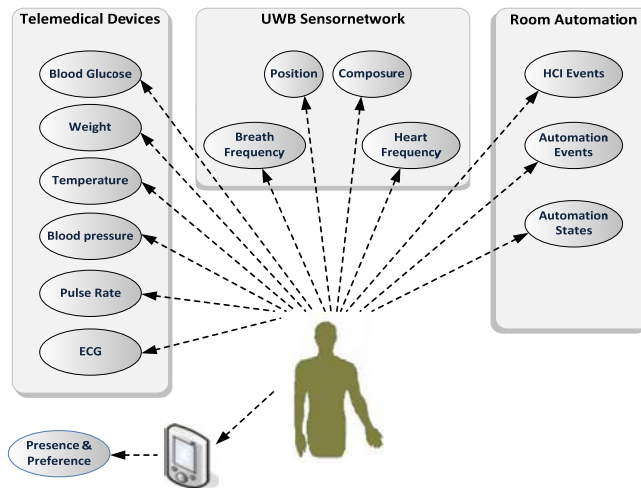 Telemedical Devices
Blood Glucose
Weight
Temperature
Blood pressure
Pulse Rate
ECG
UWB Sensornetwork
Position
Composure
Breath
Frequency
Heart
Frequency
Room Automation
HCI Events
Automation
Events
Automation
States
Presence &
Preference